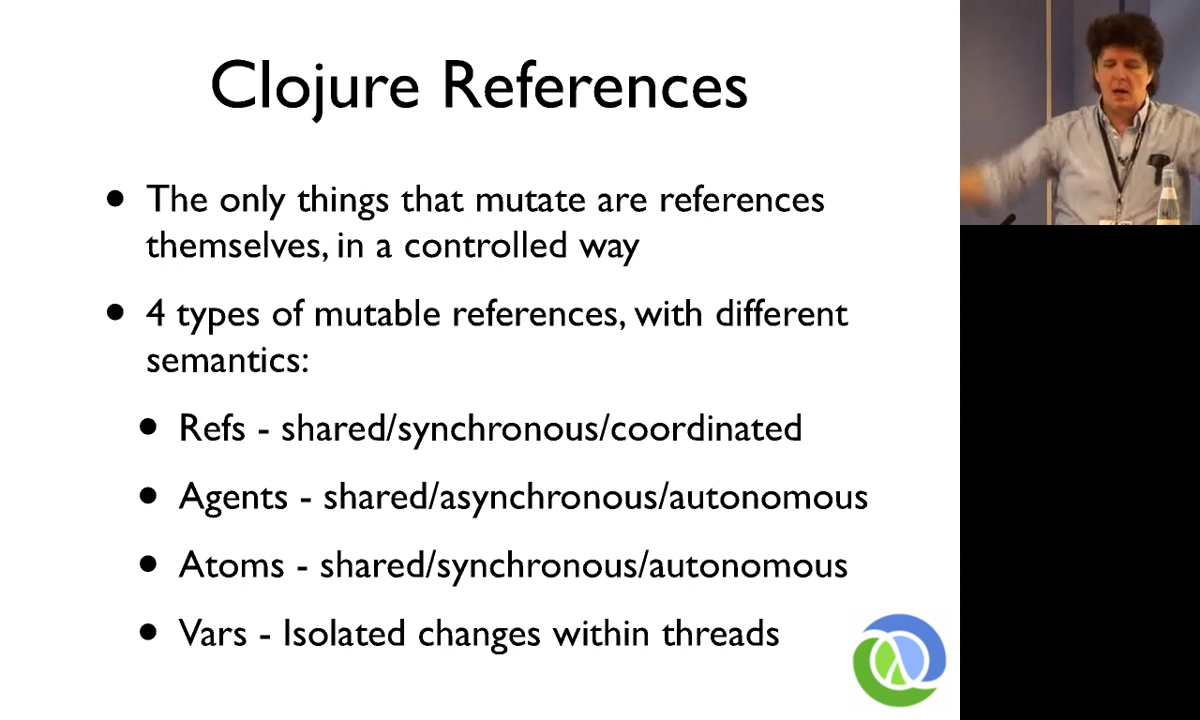 Clojure References
• The only things that mutate are references
themselves, in a controlled way
• 4 types of mutable references, with different
semantics:
• Refs - shared/synchronous/coordinated
• Agents - shared/asynchronous/autonomous
• Atoms - shared/synchronous/autonomous
• Vars - Isolated changes within threads